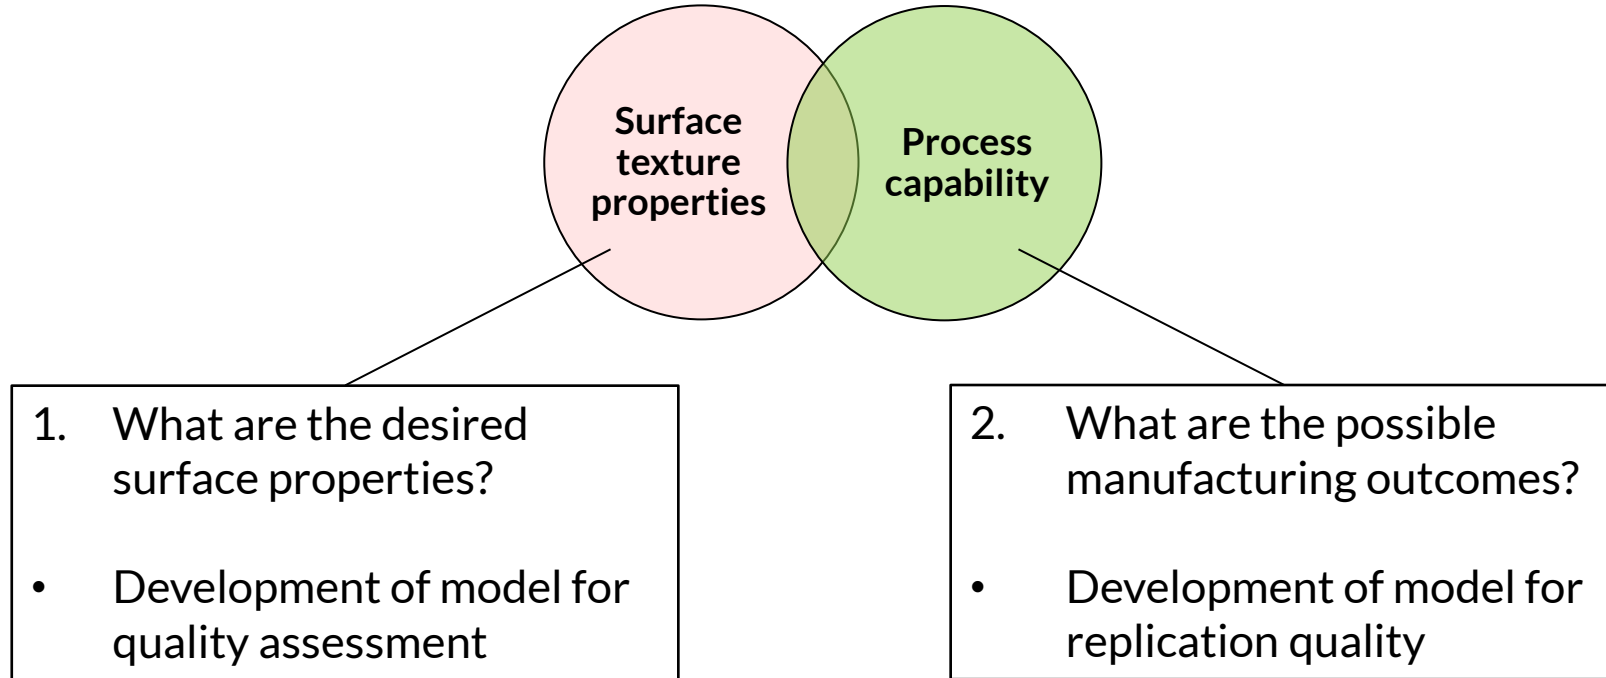 Surface
texture
properties
Process
capability
1. What are the desired
surface properties?
• Development of model for
quality assessment
2. What are the possible
manufacturing outcomes?
• Development of model for
replication quality